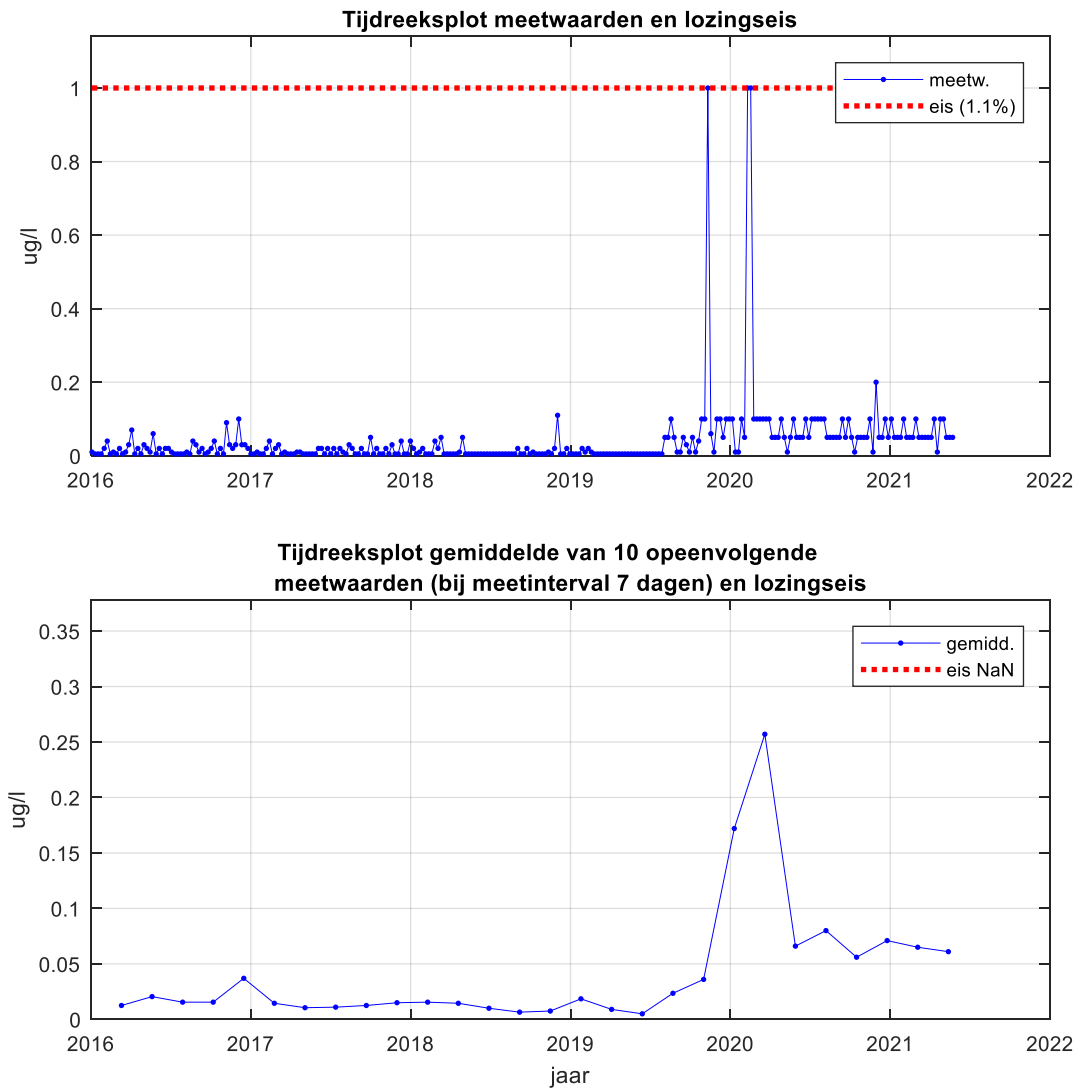 Tijdreeksplot meetwaarden en lozingseis
meetw.
eis (1.1%)
ug/l
1
0.8
0.6
0.4
0.2
0
2016 2017 2018 2019 2020 2021 2022
Tijdreeksplot gemiddelde van 10 opeenvolgende
meetwaarden (bij meetinterval 7 dagen) en lozingseis
gemidd.
eis NaN
ug/l
0.35
0.3
0.25
0.2
0.15
0.1
0.05
0
2016 2017 2018 2019 2020 2021 2022
jaar